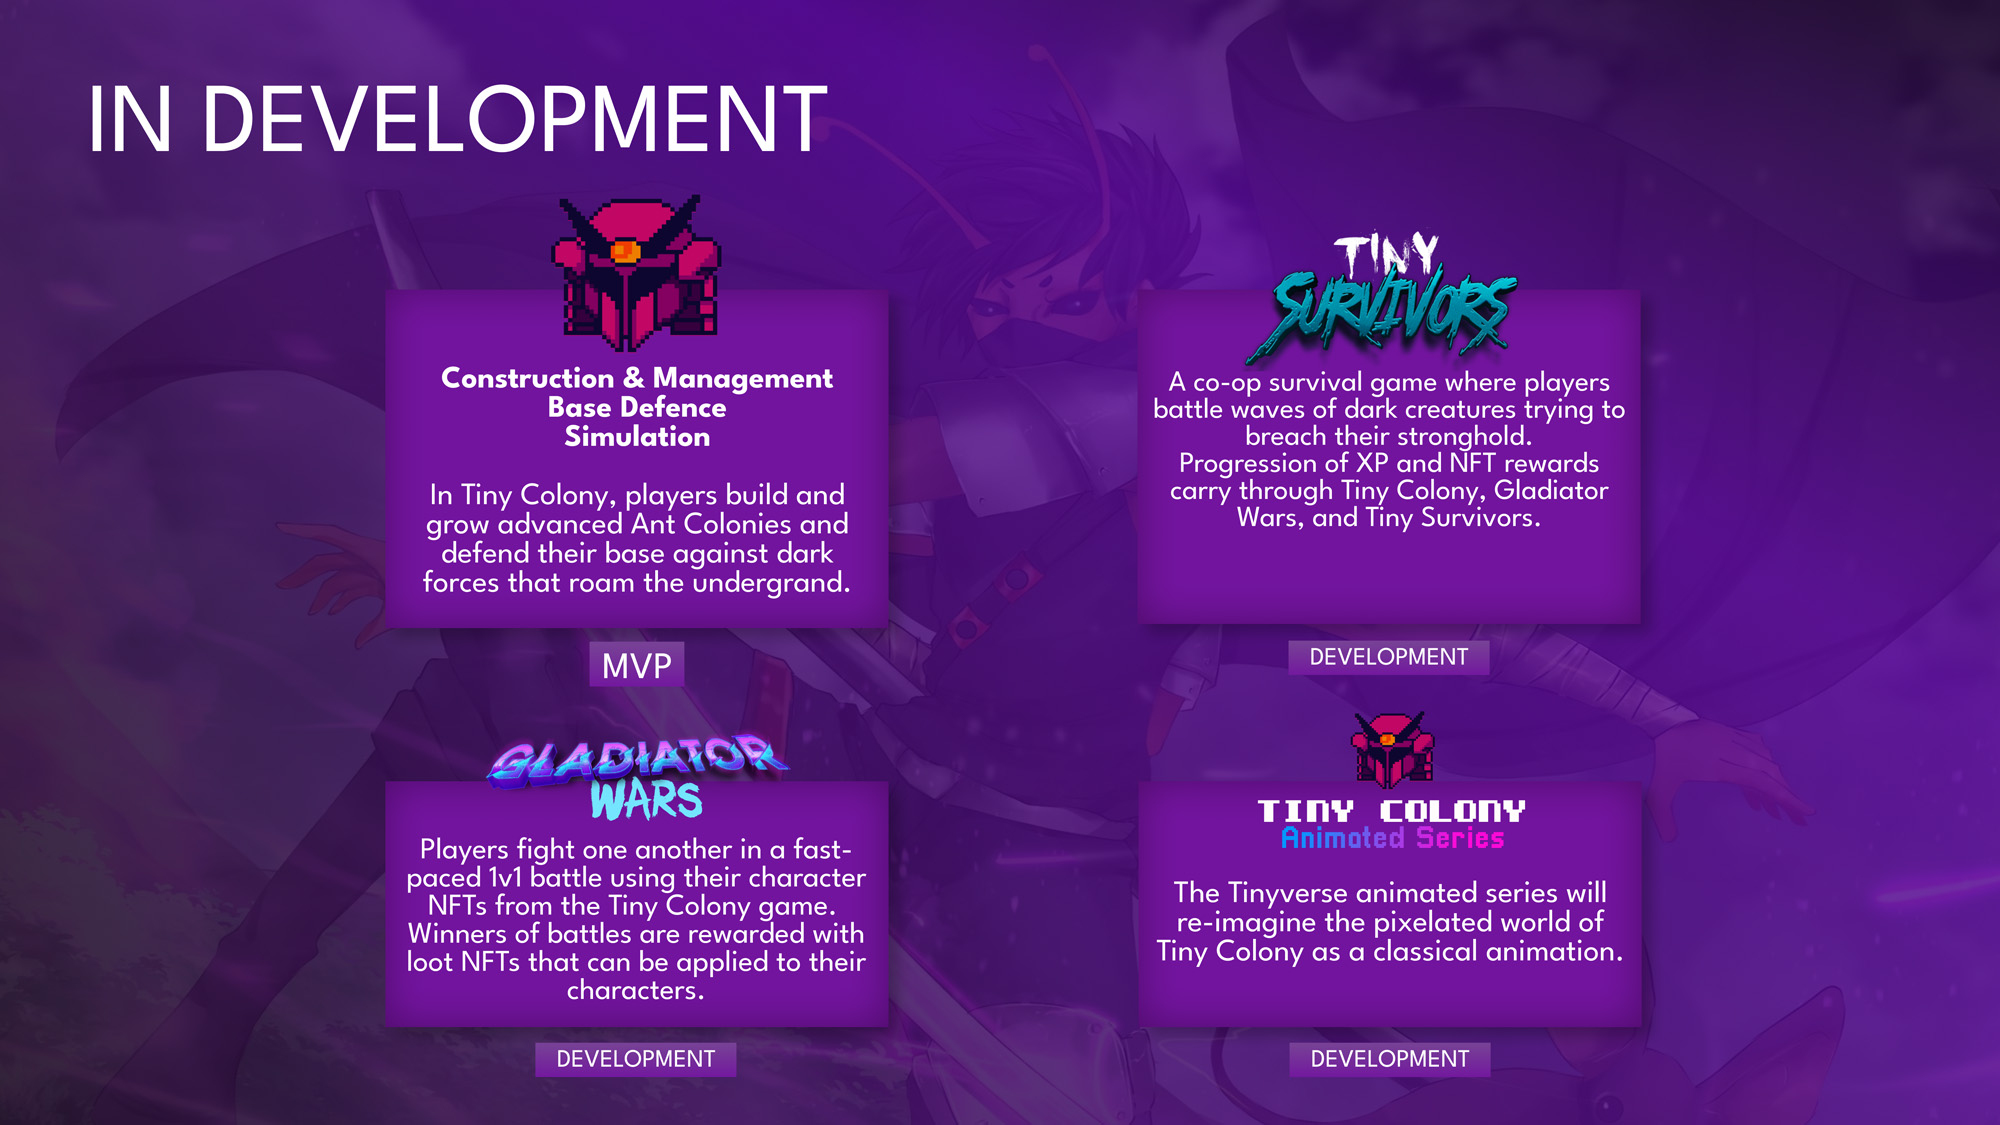 IN DEVELOPMENT
Construction & Management
Base Defence
Simulation
In Tiny Colony, players build and
grow advanced Ant Colonies and
defend their base against dark
forces that roam the undergrand.
MVP
TINY
SURVIVORS
A co-op survival game where players
battle waves of dark creatures trying to
breach their stronghold.
Progression of XP and NFT rewards
carry through Tiny Colony, Gladiator
Wars, and Tiny Survivors.
DEVELOPMENT
GLADIATOR
WARS
Players fight one another in a fast-
paced 1v1 battle using their character
NFTs from the Tiny Colony game.
Winners of battles are rewarded with
loot NFTs that can be applied to their
characters.
DEVELOPMENT
TINY COLONY
Animated Series
The Tinyverse animated series will
re-imagine the pixelated world of
Tiny Colony as a classical animation.
DEVELOPMENT